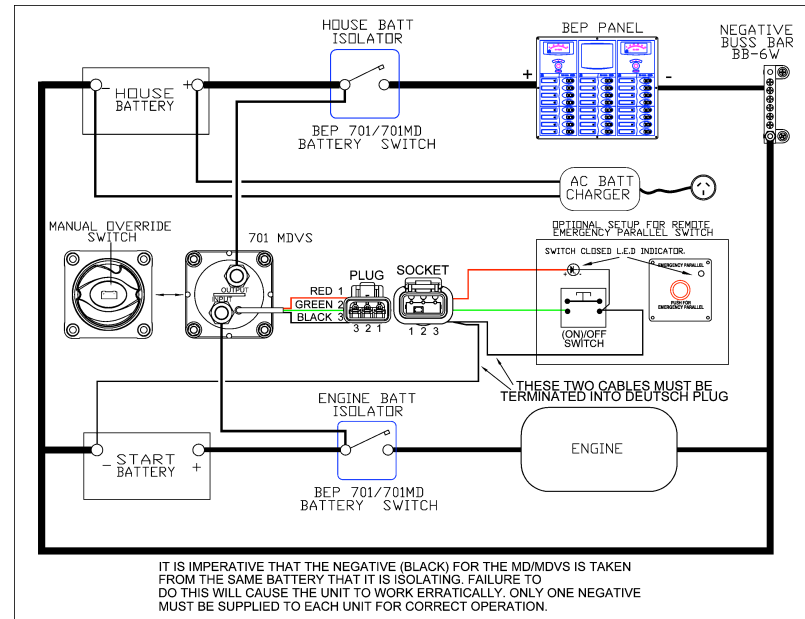 HOUSE BATT
ISOLATOR
BEP PANEL
NEGATIVE
BUSS BAR
BB-6W
+
-
-
+
HOUSE
BATTERY
BEP 701/701MD
BATTERY SWITCH
AC BATT
CHARGER
MANUAL OVERRIDE
SWITCH
701 MDVS
OUTPUT
INPUT
RED 1
GREEN 2
BLACK 3
PLUG
3 2 1
SOCKET
1 2 3
OPTIONAL SETUP FOR REMOTE
EMERGENCY PARALLEL SWITCH
SWITCH CLOSED L.E.D INDICATOR.
+
-
EMERGENCY PARALLEL
PUSH FOR
EMERGENCY PARALLEL
(ON)/OFF
SWITCH
THESE TWO CABLES MUST BE
TERMINATED INTO DEUTSCH PLUG
ENGINE BATT
ISOLATOR
-
+
START
BATTERY
ENGINE
BEP 701/701MD
BATTERY SWITCH
IT IS IMPERATIVE THAT THE NEGATIVE (BLACK) FOR THE MD/MDVS IS TAKEN
FROM THE SAME BATTERY THAT IT IS ISOLATING. FAILURE TO
DO THIS WILL CAUSE THE UNIT TO WORK ERRATICALLY. ONLY ONE NEGATIVE
MUST BE SUPPLIED TO EACH UNIT FOR CORRECT OPERATION.